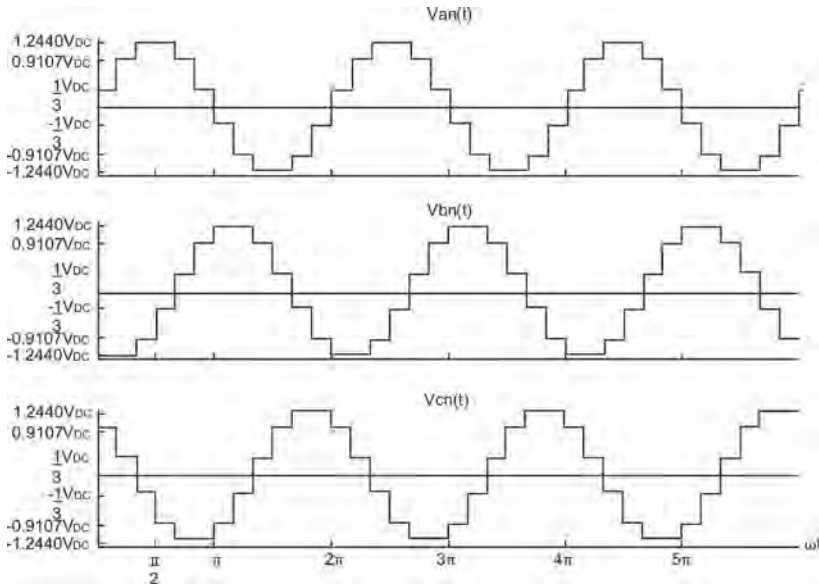 Van(t)
1.2440VDC
0.9107VDC
1VDC
3
-1VDC
3
-0.9107VDC
-1.2440VDC
Vbn(t)
1.2440VDC
0.9107VDC
1VDC
3
-1VDC
3
-0.9107VDC
-1.2440VDC
Vcn(t)
1.2440VDC
0.9107VDC
1VDC
3
-1VDC
3
-0.9107VDC
-1.2440VDC
π
2
π
2π
3π
4π
5π